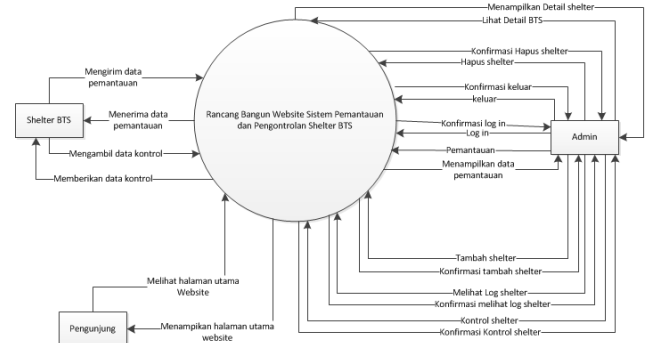 Menampilkan Detail shelter
Lihat Detail BTS
Konfirmasi Hapus shelter
Hapus shelter
Mengirim data
pemantauan
Konfirmasi keluar
keluar
Shelter BTS
Menerima data
pemantauan
Rancang Bangun Website Sistem Pemantauan
dan Pengontrolan Shelter BTS
Konfirmasi log in
Log in
Admin
Mengambil data kontrol
Pemantauan
Menampilkan data
pemantauan
Memberikan data kontrol
Tambah shelter
Konfirmasi tambah shelter
Melihat halaman utama
Website
Melihat Log shelter
Konfirmasi melihat log shelter
Pengunjung
Menampikan halaman utama
website
Kontrol shelter
Konfirmasi Kontrol shelter